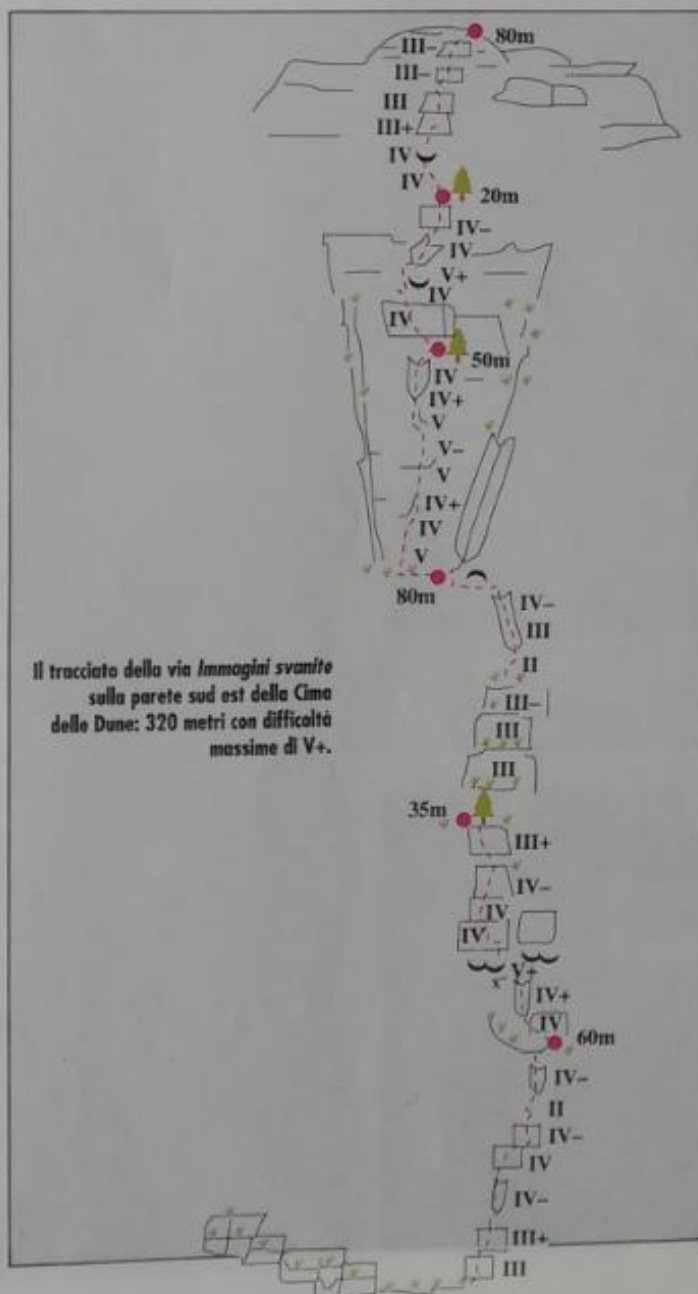 80m
III–
III–
III
III+
IV
IV
20m
IV–
IV
V+
IV
IV
50m
IV
IV+
V
V–
V
IV+
IV
V
80m
IV–
III
II
Il tracciato della via Immagini svanite
sulla parete sud est della Cima
delle Dune: 320 metri con difficoltà
massime di V+.
III–
III
III
35m
III+
IV–
IV
IV
V+
x
IV+
IV
60m
IV–
II
IV–
IV
IV–
III+
III